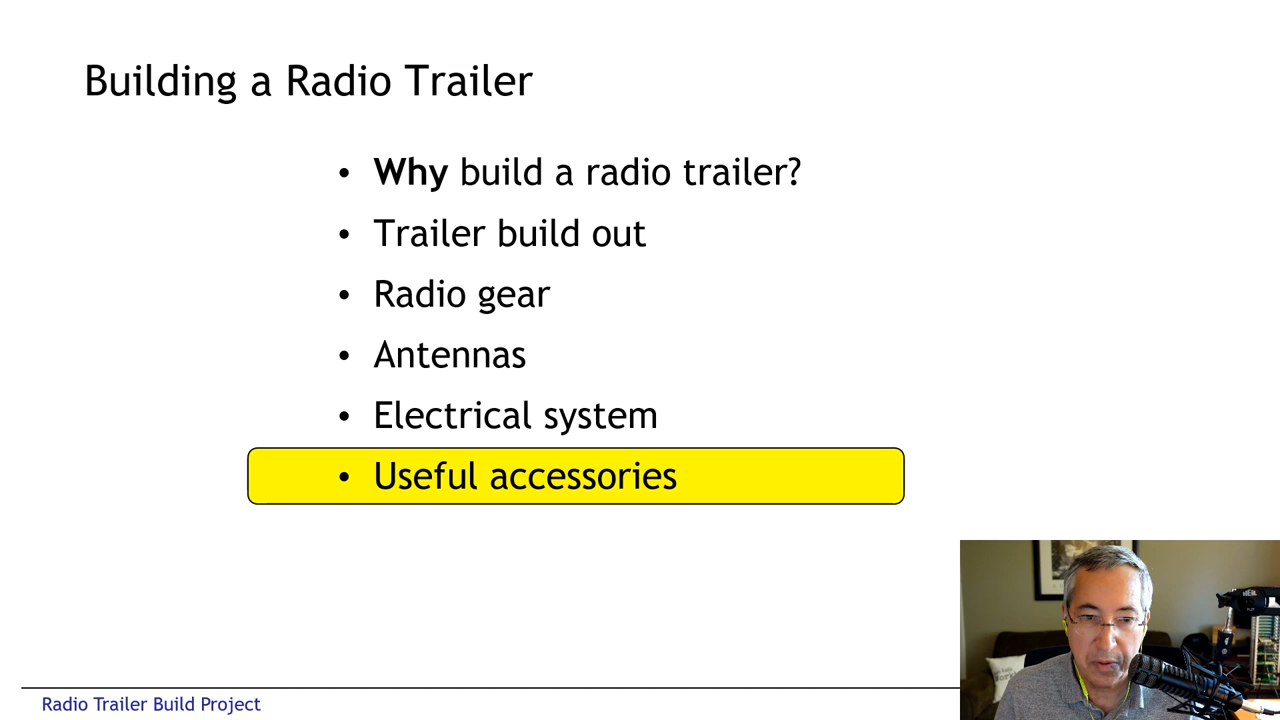 Building a Radio Trailer
• Why build a radio trailer?
• Trailer build out
• Radio gear
• Antennas
• Electrical system
• Useful accessories
Radio Trailer Build Project